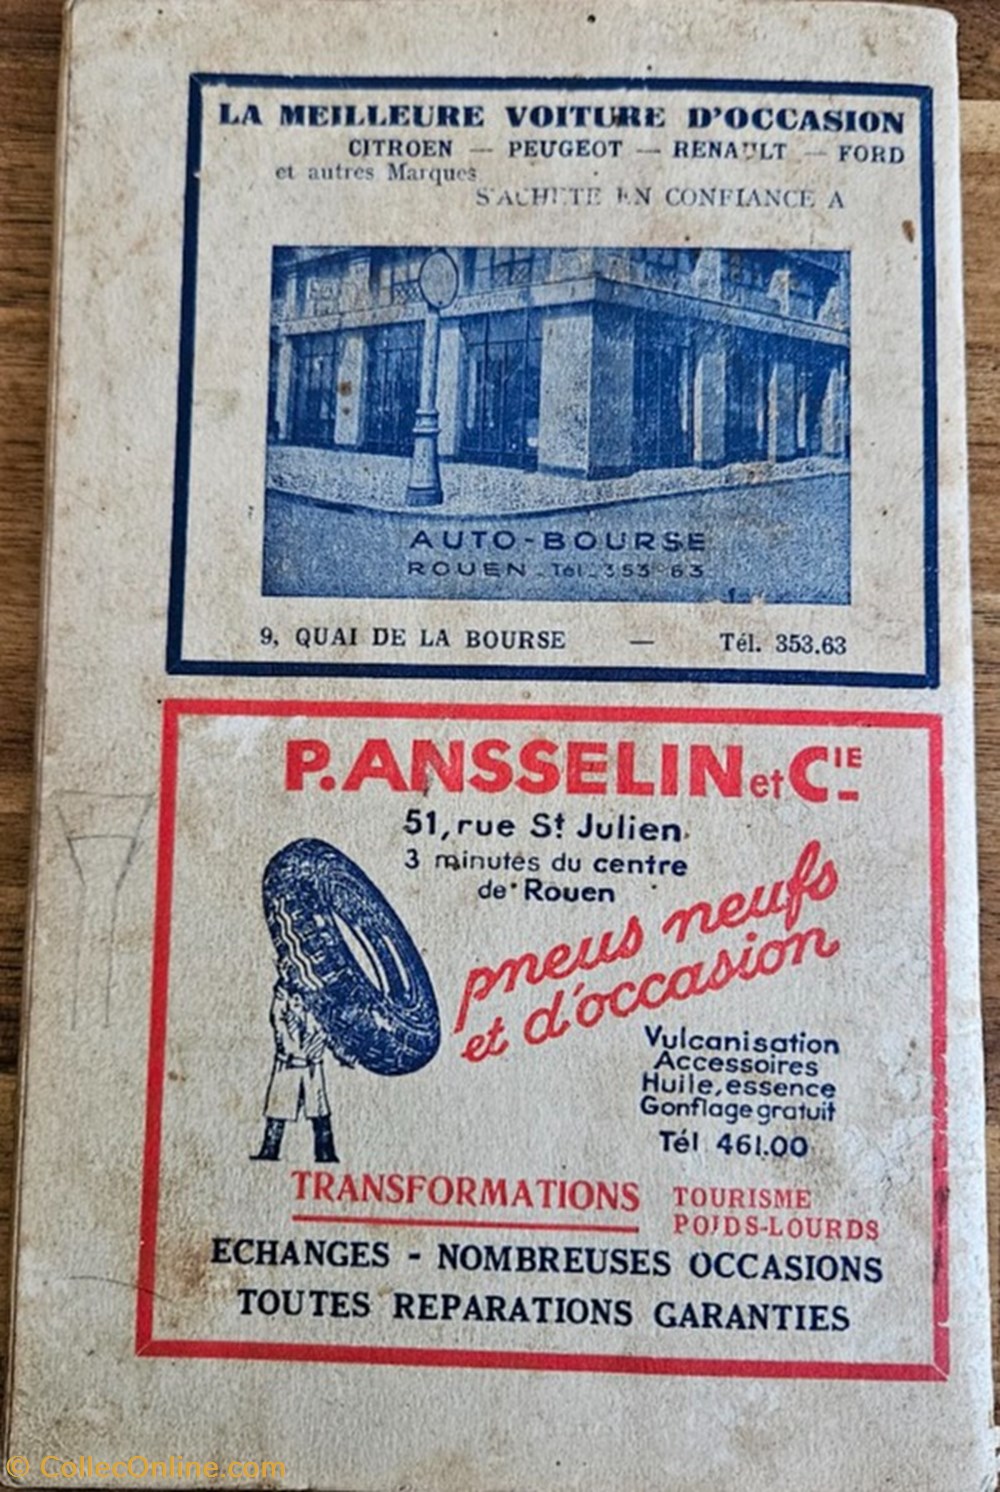 LA MEILLEURE VOITURE D'OCCASION
CITROEN — PEUGEOT — RENAULT — FORD
et autres Marques
S'ACHETE EN CONFIANCE A
AUTO-BOURSE
ROUEN - Tél - 353-63
9, QUAI DE LA BOURSE — Tél. 353.63
P. ANSSELIN et CIE
51, rue St Julien
3 minutes du centre
de Rouen
pneus neufs
et d'occasion
Vulcanisation
Accessoires
Huile, essence
Gonflage gratuit
Tél 461.00
TRANSFORMATIONS TOURISME
POIDS-LOURDS
ECHANGES - NOMBREUSES OCCASIONS
TOUTES REPARATIONS GARANTIES
© CollecOnline.com